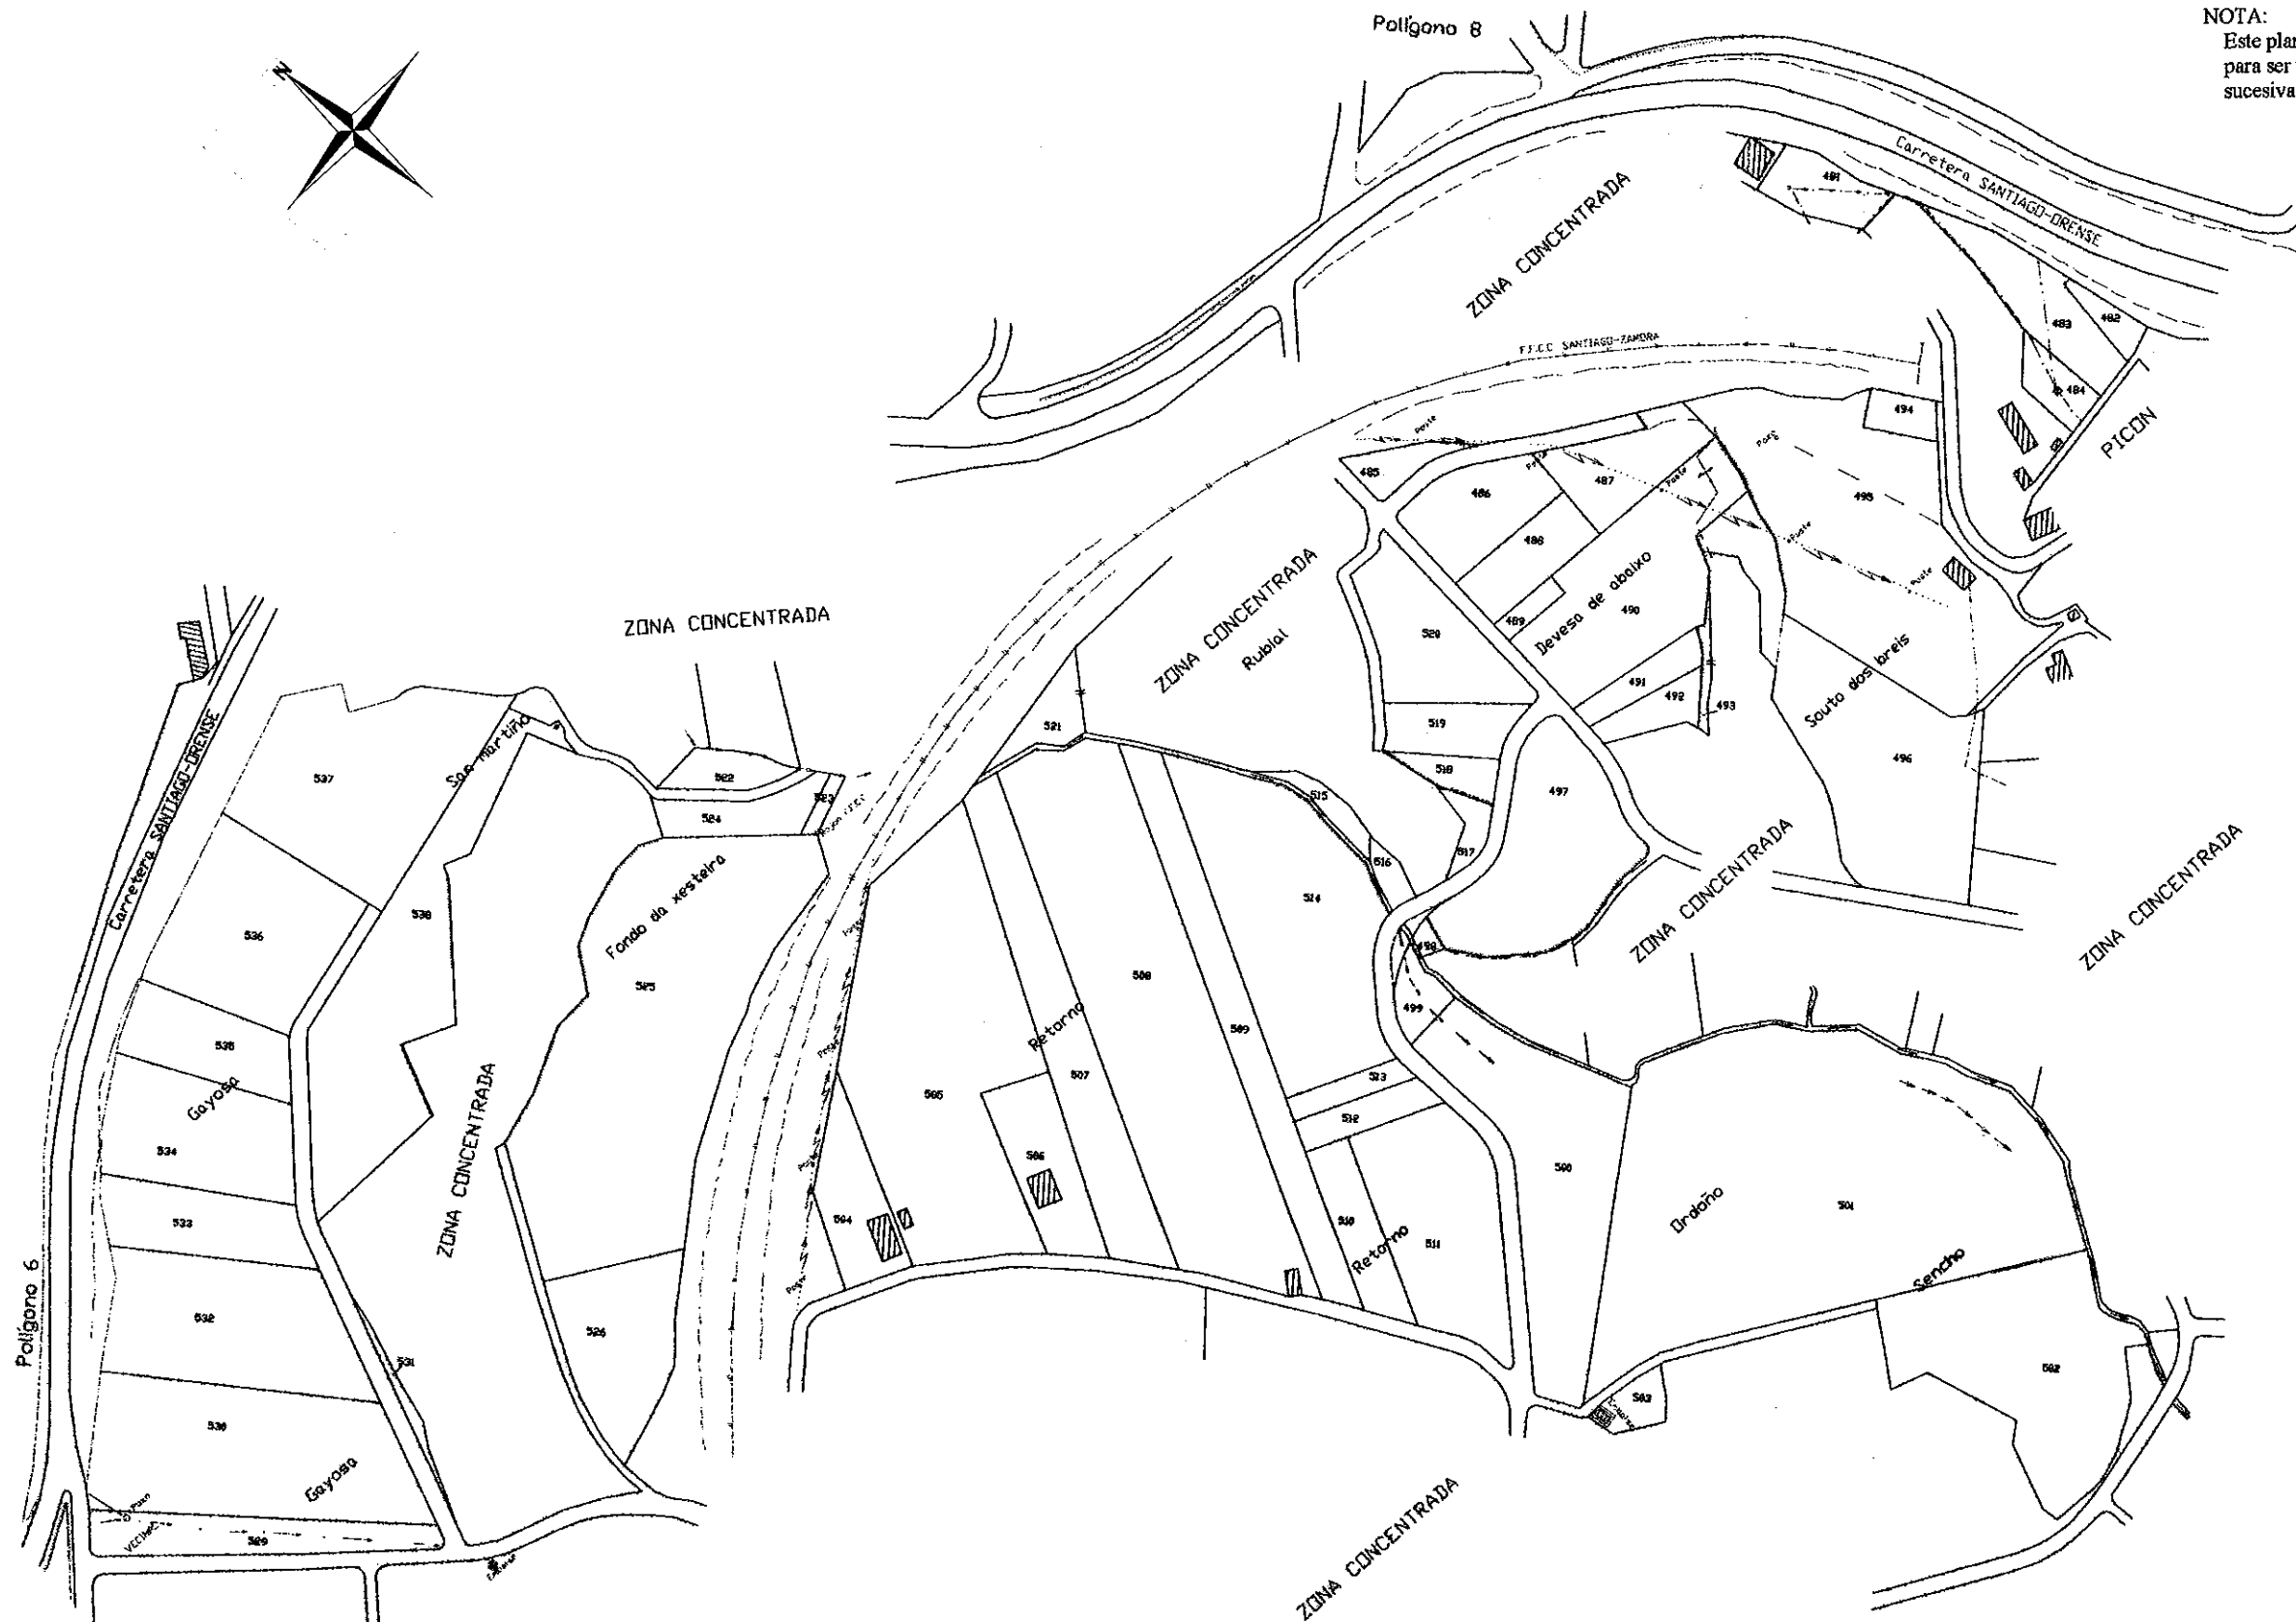 NOTA:
Este plan
para ser
sucesiva
Polígono 8
N
Carretera SANTIAGO-ORENSE
ZONA CONCENTRADA
481
483
482
484
PICON
F.F.C.C SANTIAGO-ZAMORA
494
Poste
485
486
487
Poste
Poste
495
488
Poste
Poste
Devesa de abaixo
490
489
ZONA CONCENTRADA
Rubial
520
491
492
493
Souto dos breis
496
519
518
497
517
ZONA CONCENTRADA
521
515
516
514
498
499
ZONA CONCENTRADA
ZONA CONCENTRADA
Carretera SANTIAGO-ORENSE
537
San martiño
522
523
524
536
538
Fondo da xesteira
525
535
Gayosa
534
ZONA CONCENTRADA
533
532
531
530
Gayosa
529
526
Polígono 6
508
509
Retorno
505
507
506
504
513
512
510
511
Retorno
500
501
Ordoño
Sencho
502
503
ZONA CONCENTRADA